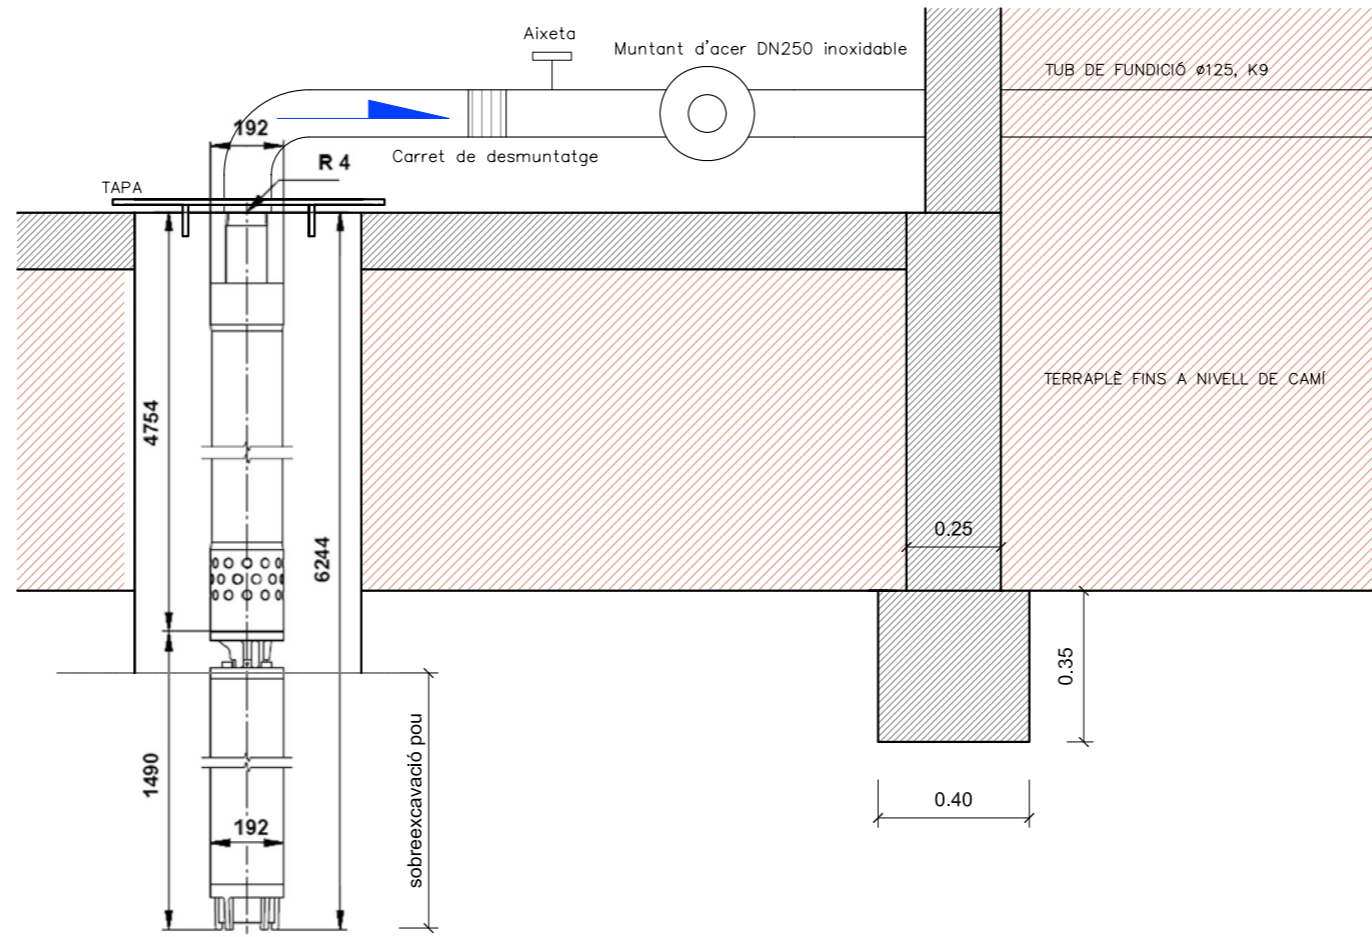 Aixeta
Muntant d'acer DN250 inoxidable
TUB DE FUNDICIÓ ø125, K9
192
Carret de desmuntatge
R 4
TAPA
TERRAPLÈ FINS A NIVELL DE CAMÍ
4754
6244
0.25
0.35
1490
sobreexcavació pou
0.40
192